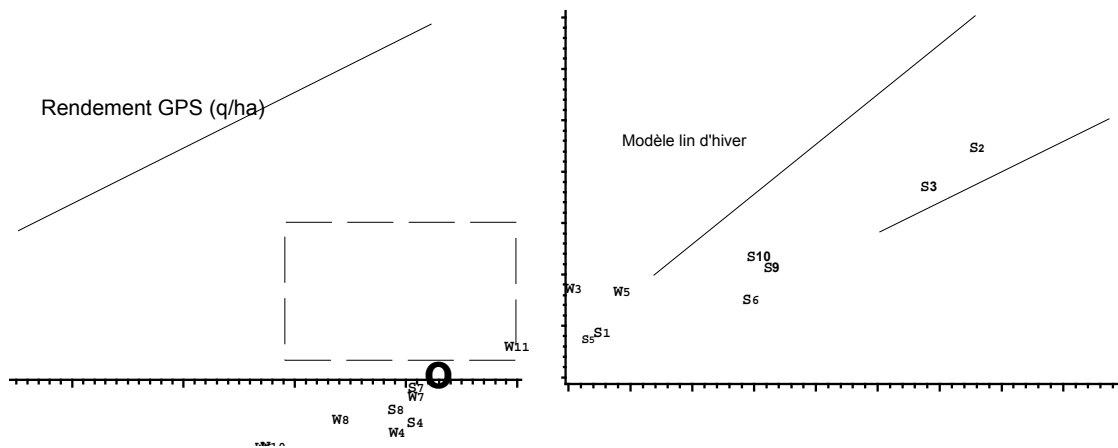 Rendement GPS (q/ha)
W11
O
S7
W7
S8
W8
S4
W4
Modèle lin d'hiver
S2
S3
S10
S9
W3
W5
S6
S1
S5